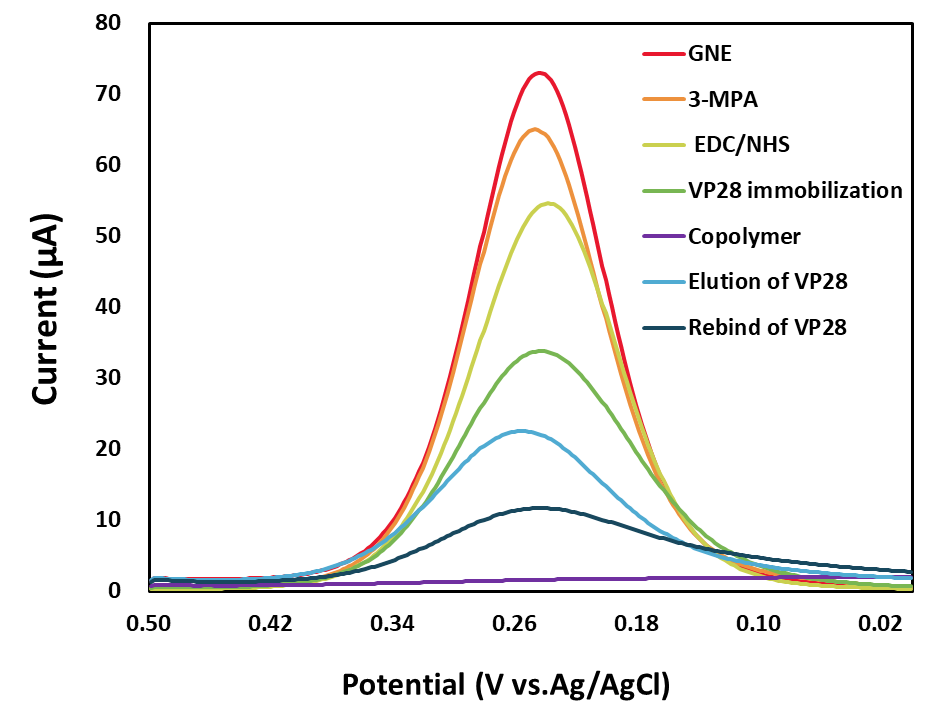 80
70
60
50
40
30
20
10
0
Current (µA)
GNE
3-MPA
EDC/NHS
VP28 immobilization
Copolymer
Elution of VP28
Rebind of VP28
0.50 0.42 0.34 0.26 0.18 0.10 0.02
Potential (V vs.Ag/AgCl)